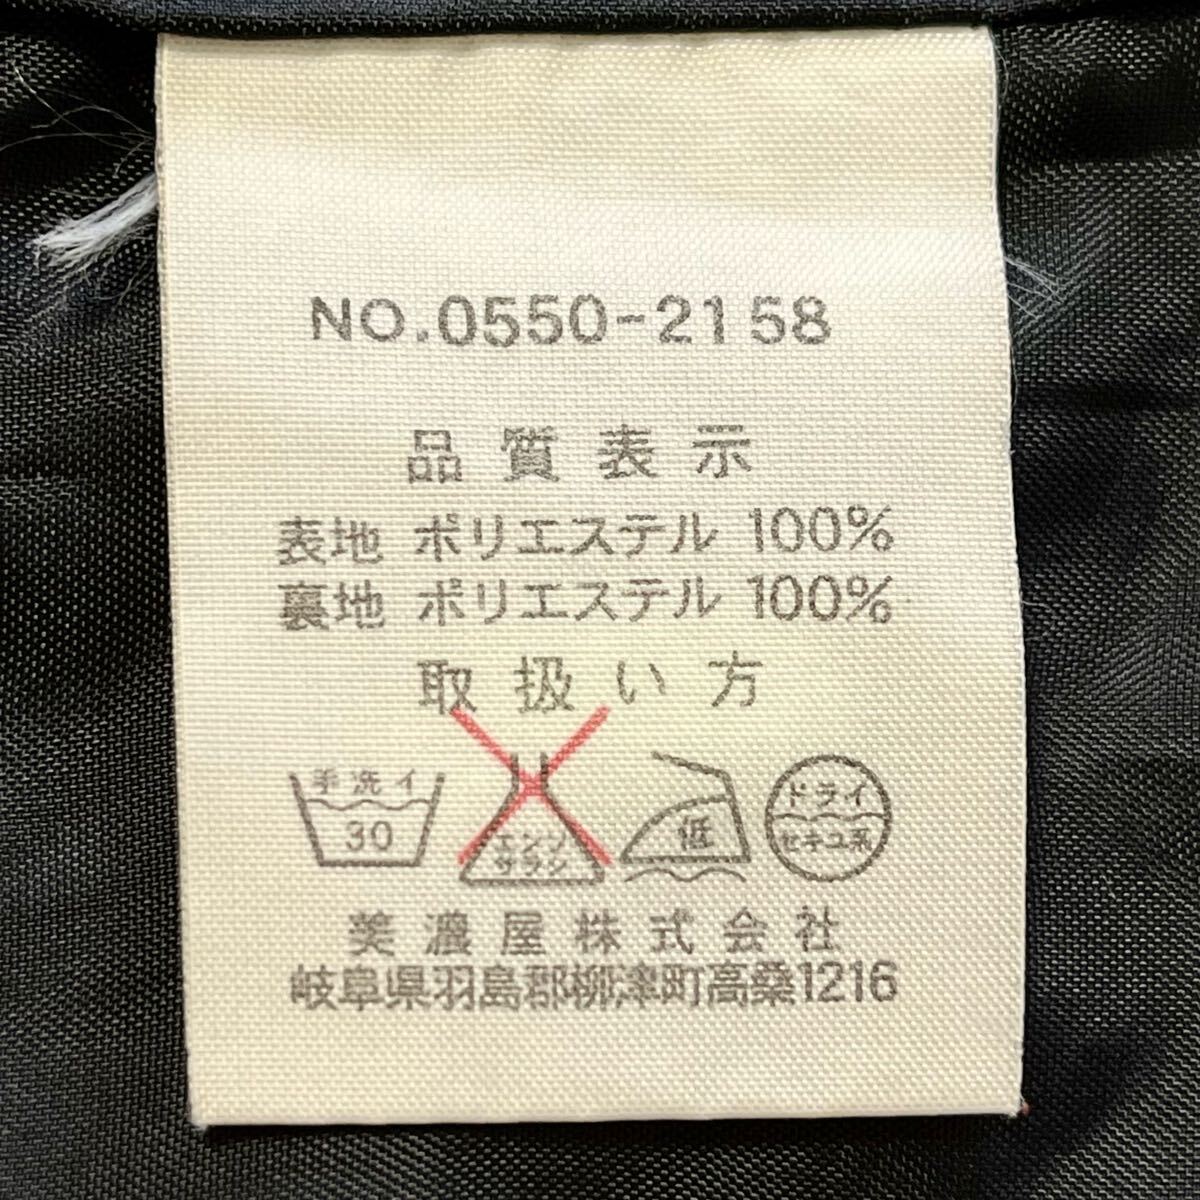 NO.0550-2158
品質表示
表地 ポリエステル 100%
裏地 ポリエステル 100%
取扱い方
手洗イ
30
エンソ
サラシ
低
ドライ
セキユ系
美濃屋株式会社
岐阜県羽島郡柳津町高桑1216